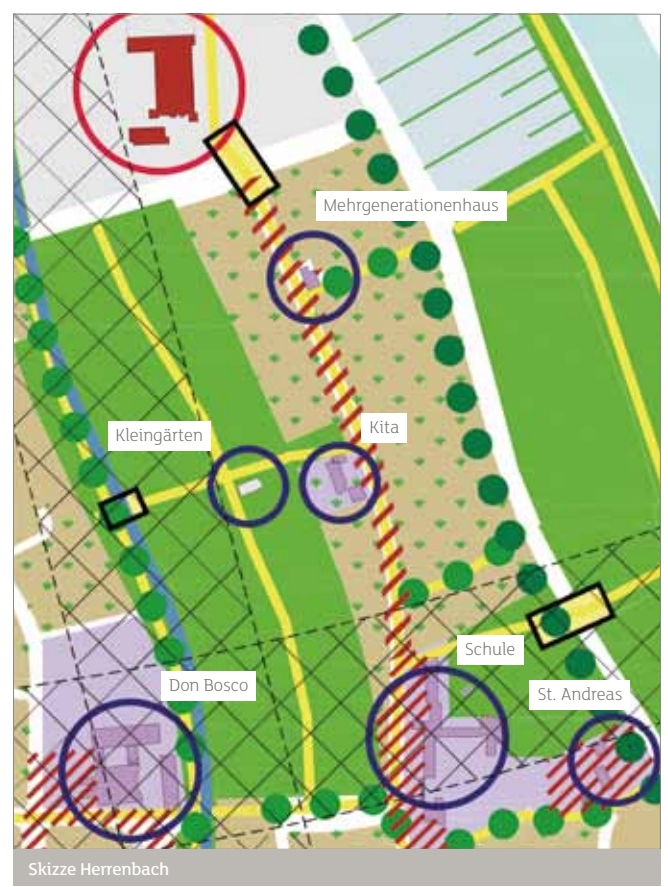 Mehrgenerationenhaus
Kita
Kleingärten
Schule
Don Bosco
St. Andreas
Skizze Herrenbach